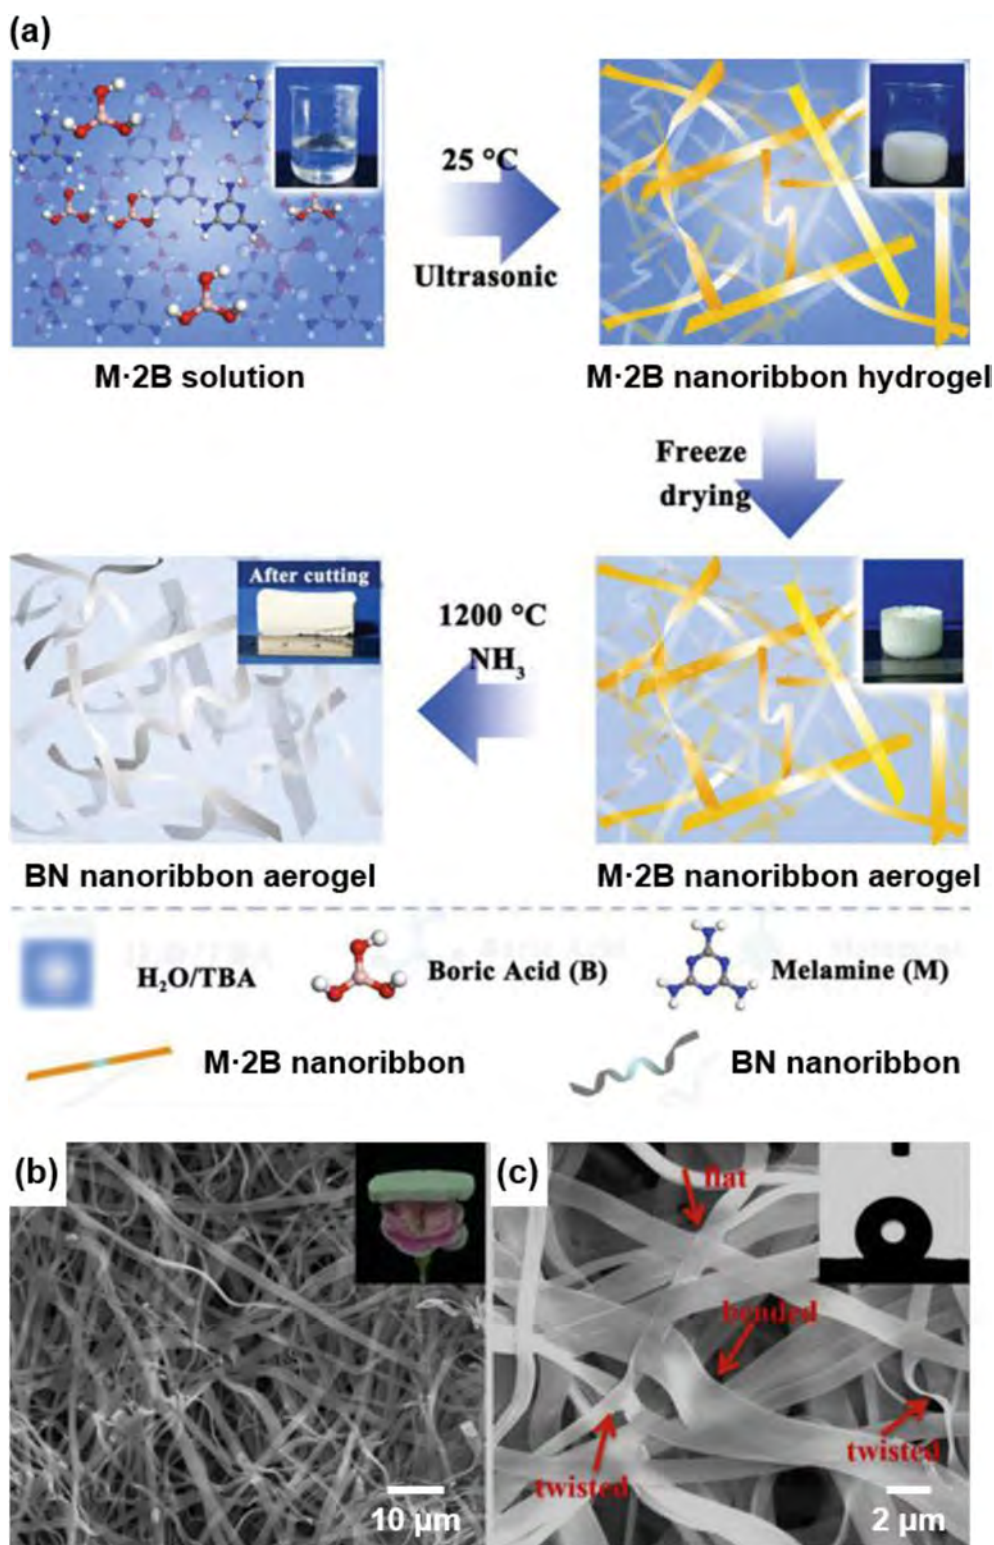 (a)
25 °C
Ultrasonic
M·2B solution
M·2B nanoribbon hydrogel
Freeze
drying
After cutting
1200 °C
NH₃
BN nanoribbon aerogel
M·2B nanoribbon aerogel
H₂O/TBA
Boric Acid (B)
Melamine (M)
M·2B nanoribbon
BN nanoribbon
(b)
10 μm
(c)
flat
bended
twisted
twisted
2 μm